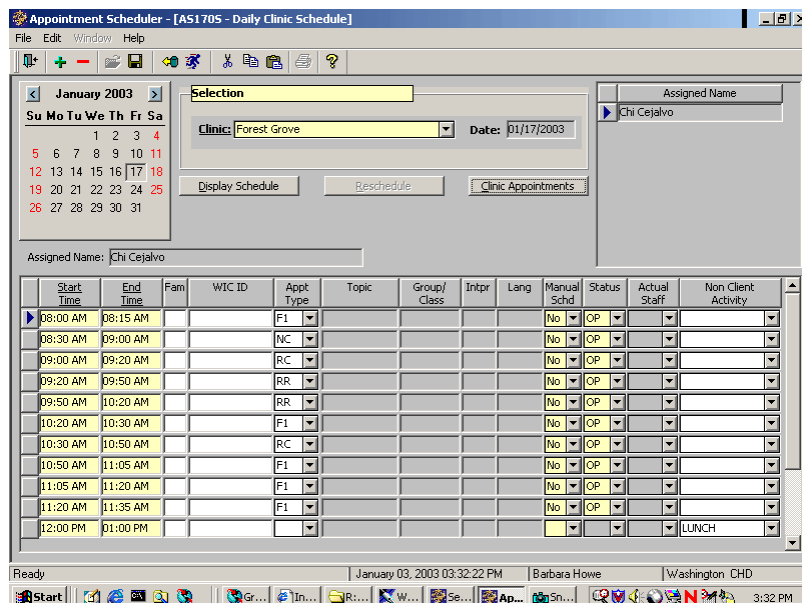 Appointment Scheduler - [AS170S - Daily Clinic Schedule]
File Edit Window Help
January 2003
Su Mo Tu We Th Fr Sa
1 2 3 4
5 6 7 8 9 10 11
12 13 14 15 16 17 18
19 20 21 22 23 24 25
26 27 28 29 30 31
Selection
Clinic: Forest Grove Date: 01/17/2003
Display Schedule Reschedule Clinic Appointments
Assigned Name
Chi Cejalvo
Assigned Name: Chi Cejalvo
Start Time End Time Fam WIC ID Appt Type Topic Group/ Class Intpr Lang Manual Schd Status Actual Staff Non Client Activity
08:00 AM 08:15 AM F1 No OP
08:30 AM 09:00 AM NC No OP
09:00 AM 09:20 AM RC No OP
09:20 AM 09:50 AM RR No OP
09:50 AM 10:20 AM RR No OP
10:20 AM 10:30 AM F1 No OP
10:30 AM 10:50 AM RC No OP
10:50 AM 11:05 AM F1 No OP
11:05 AM 11:20 AM F1 No OP
11:20 AM 11:35 AM F1 No OP
12:00 PM 01:00 PM LUNCH
Ready January 03, 2003 03:32:22 PM Barbara Howe Washington CHD
Start Gr... In... R:... W... Se... Ap... Sn... 3:32 PM